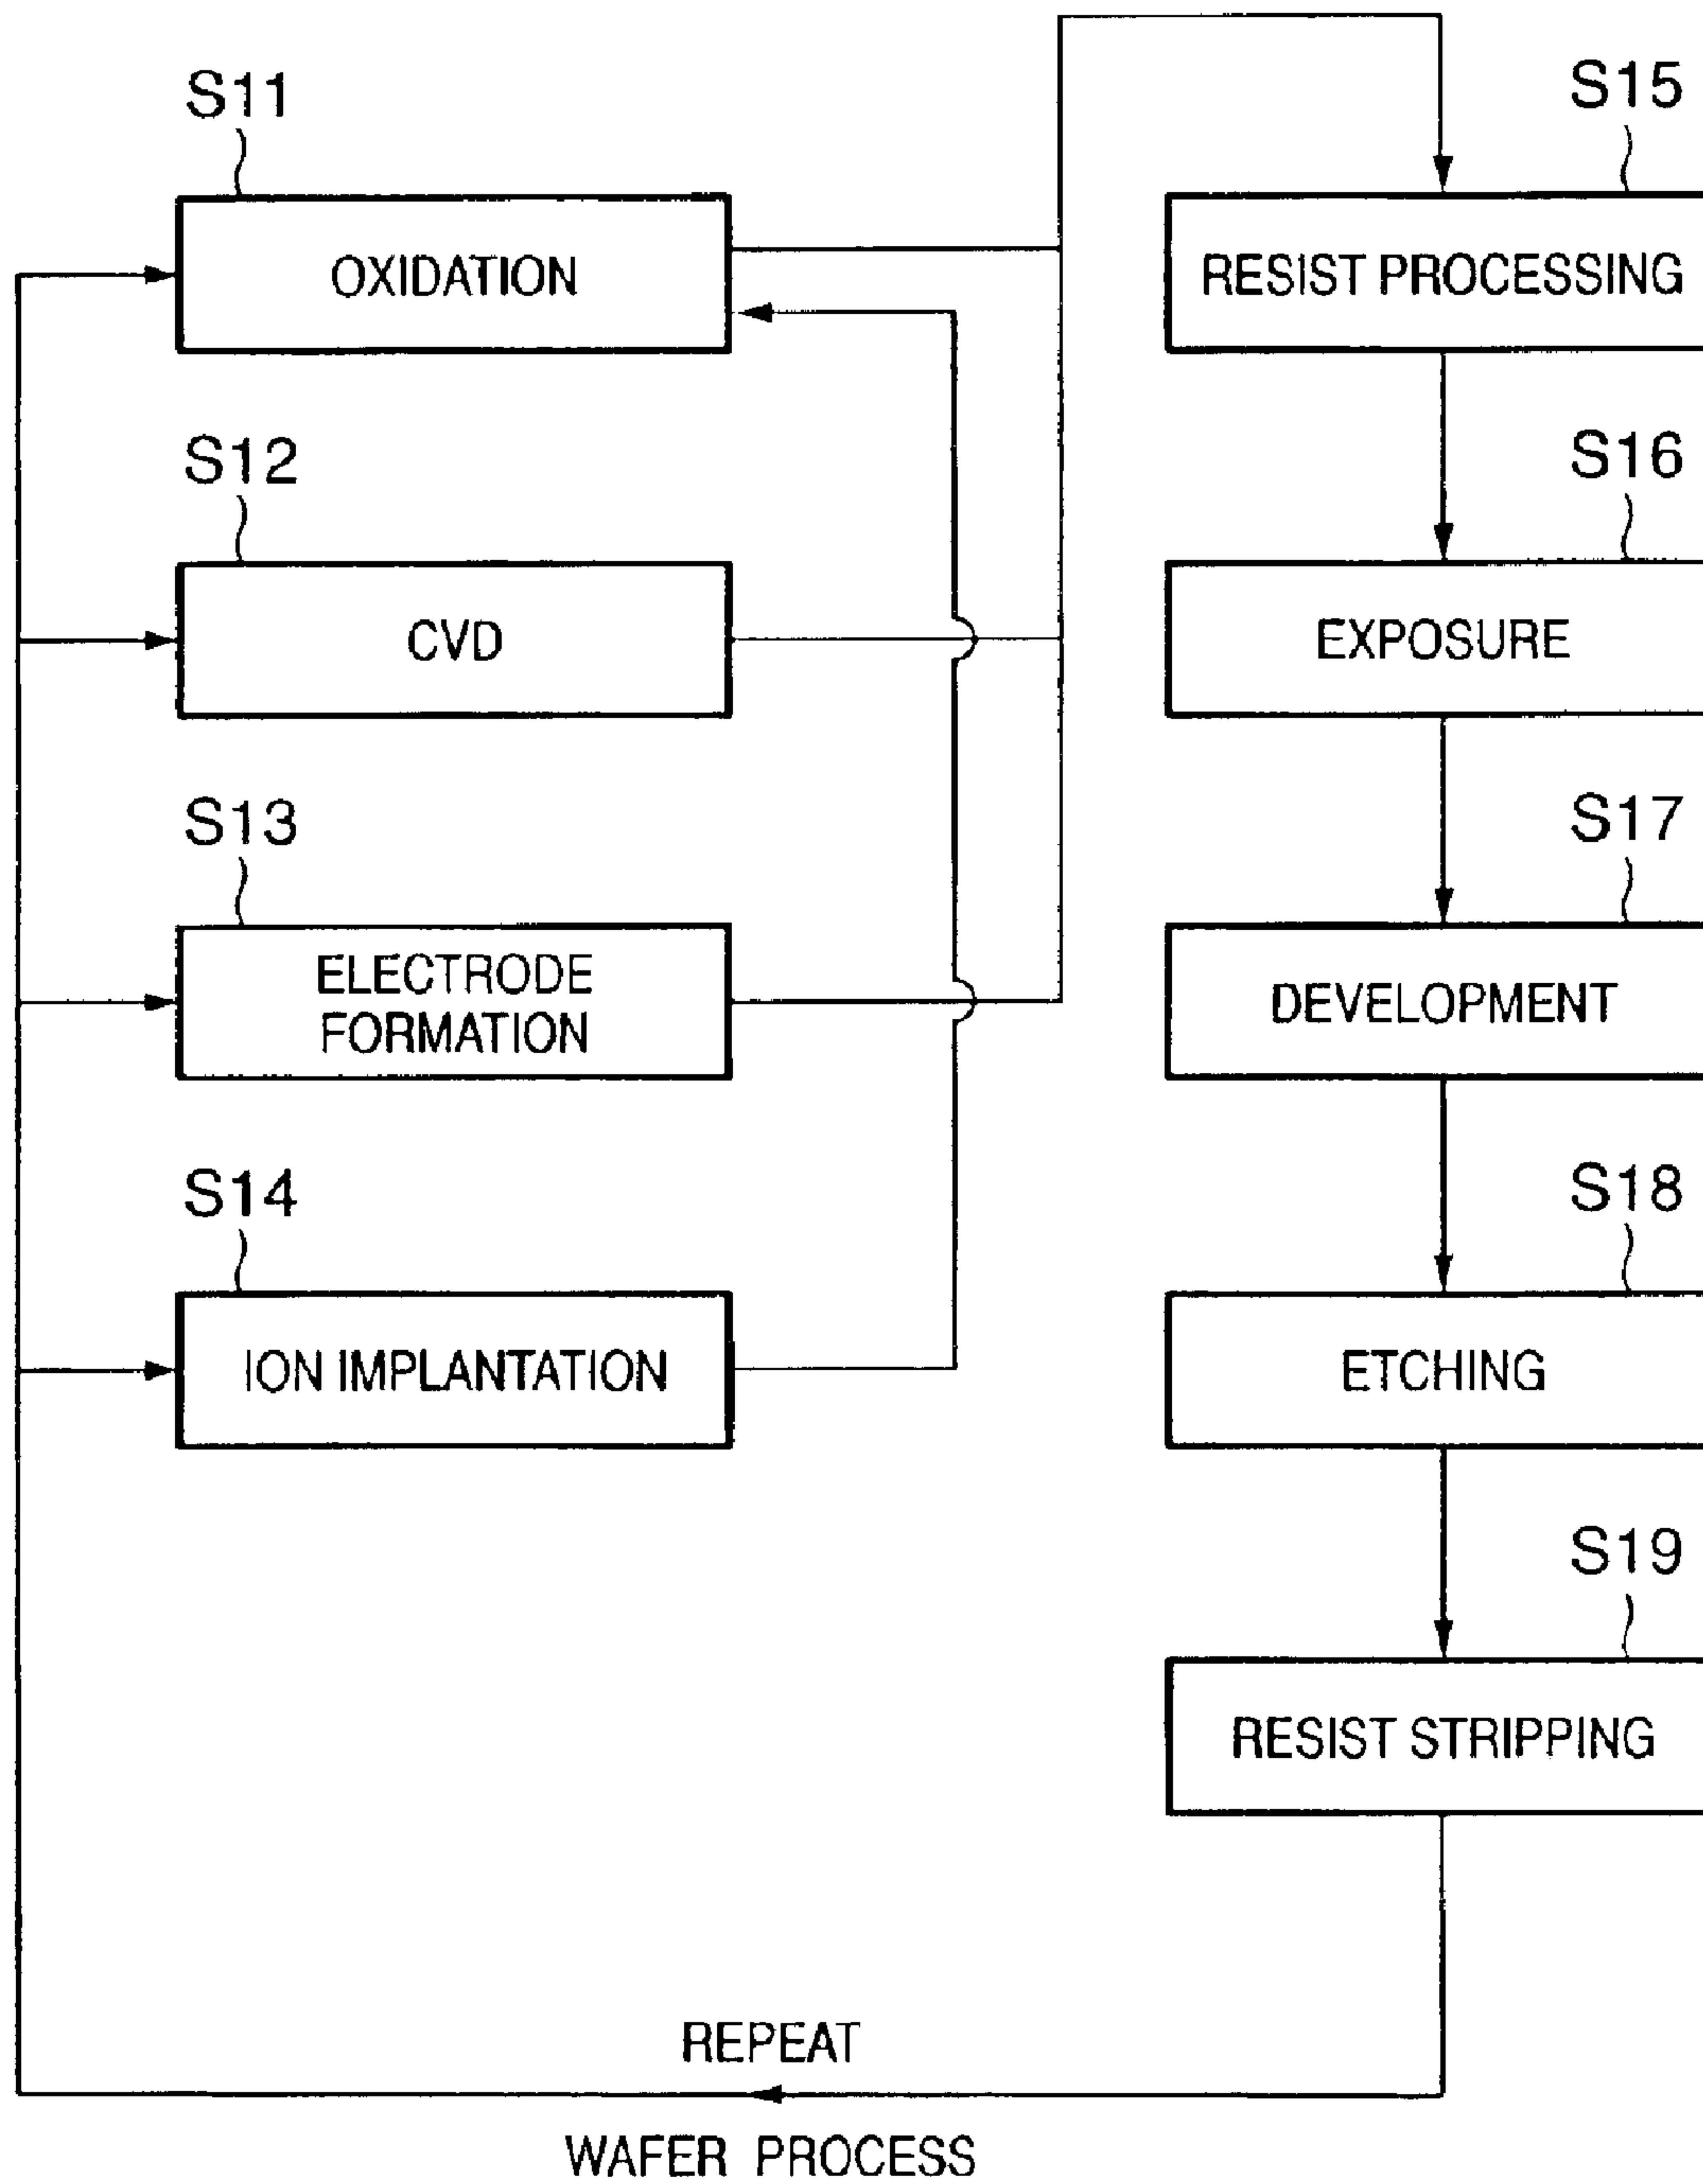 S11
OXIDATION
S12
CVD
S13
ELECTRODE
FORMATION
S14
ION IMPLANTATION
S15
RESIST PROCESSING
S16
EXPOSURE
S17
DEVELOPMENT
S18
ETCHING
S19
RESIST STRIPPING
REPEAT
WAFER PROCESS